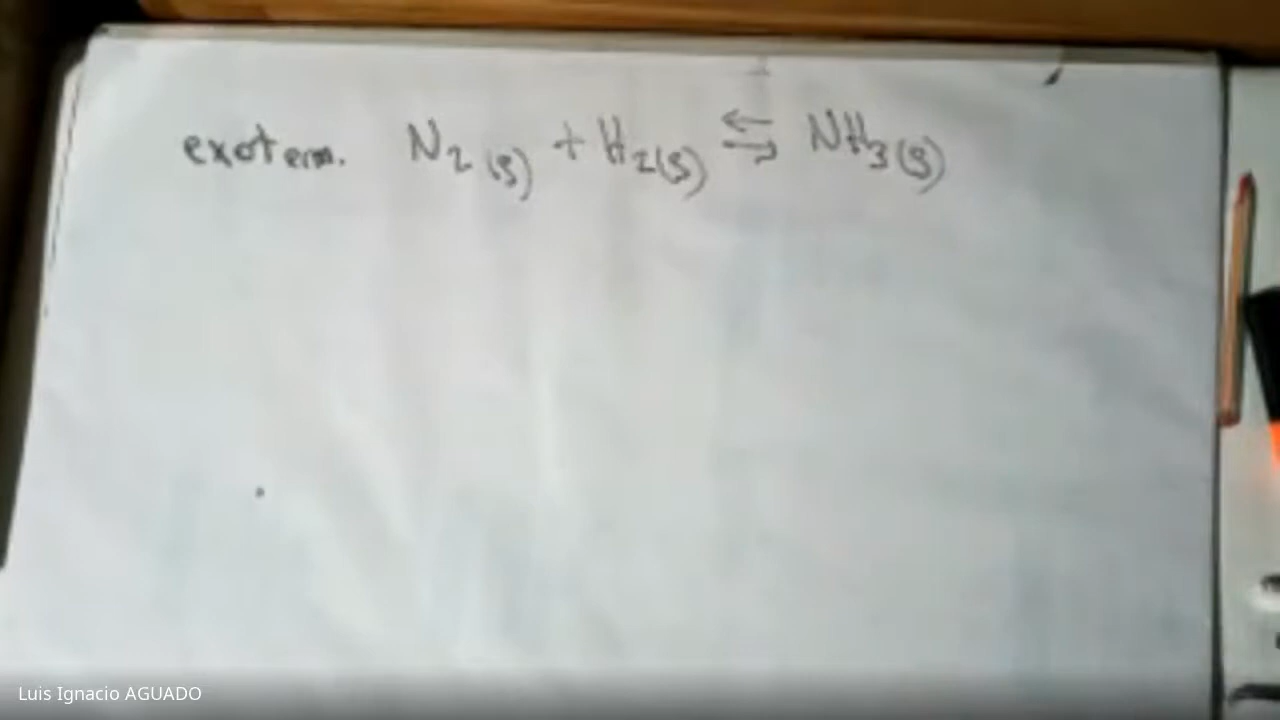 exoterm. N₂(g) + H₂(g) ⇆ NH₃(g)
Luis Ignacio AGUADO